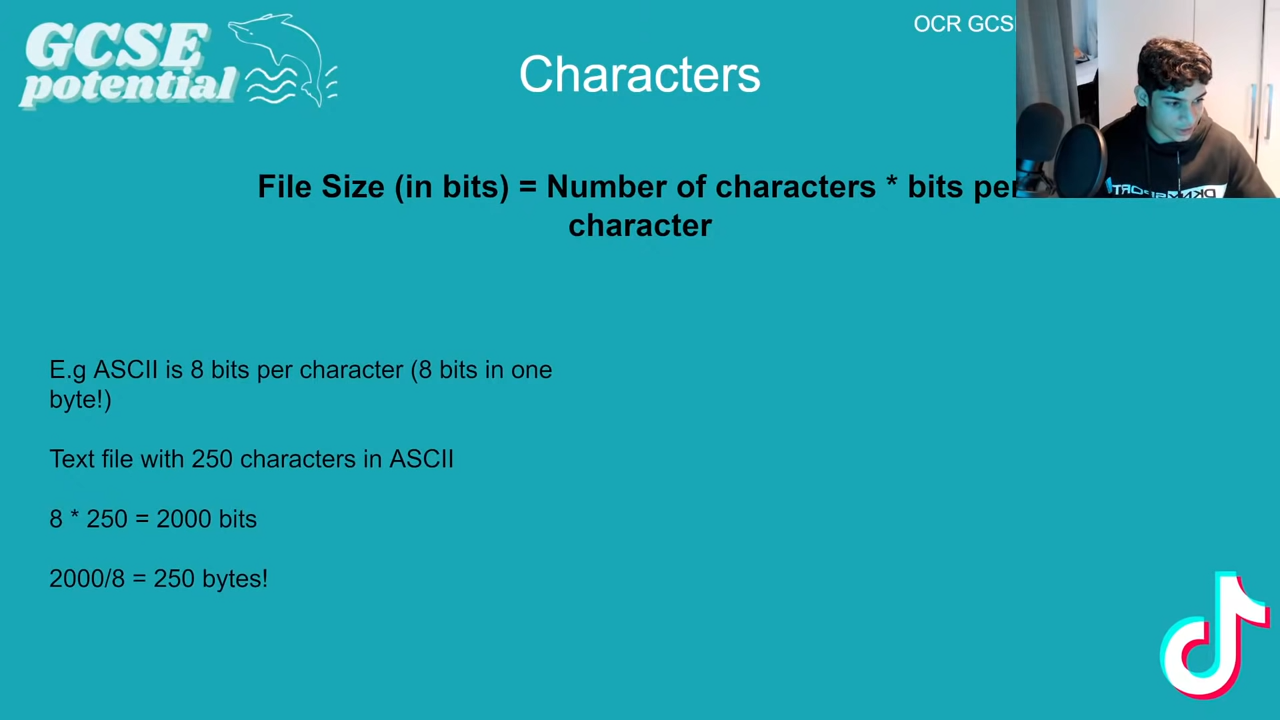 GCSE
potential
OCR GCS
Characters
File Size (in bits) = Number of characters * bits per
character
E.g ASCII is 8 bits per character (8 bits in one
byte!)
Text file with 250 characters in ASCII
8 * 250 = 2000 bits
2000/8 = 250 bytes!